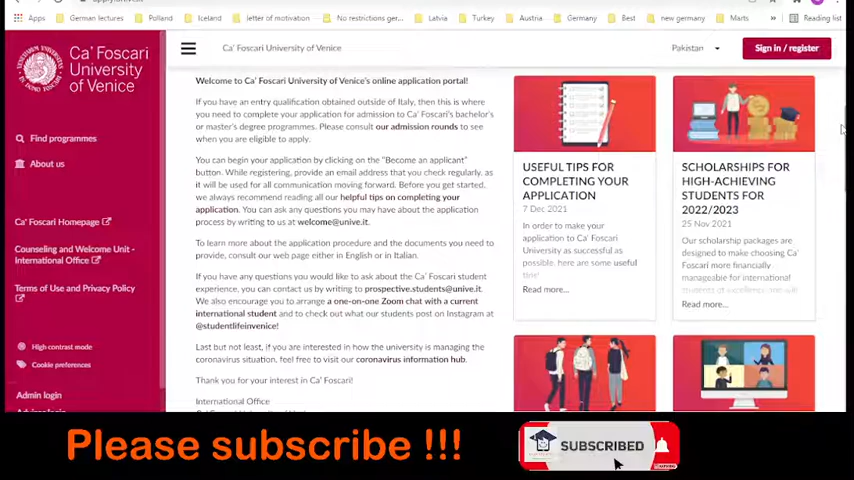 Apps
German lectures
Polland
Iceland
letter of motivation
No restrictions ger...
Latvia
Turkey
Austria
Germany
Best
new germany
Marts
»
Reading list
Ca' Foscari
University
of Venice
Ca' Foscari University of Venice
Pakistan
Sign in / register
Find programmes
About us
Ca' Foscari Homepage
Counseling and Welcome Unit -
International Office
Terms of Use and Privacy Policy
High contrast mode
Cookie preferences
Admin login
Welcome to Ca' Foscari University of Venice's online application portal!
If you have an entry qualification obtained outside of Italy, then this is where
you need to complete your application for admission to Ca'Foscari's bachelor's
or master's degree programmes. Please consult our admission rounds to see
when you are eligible to apply.
You can begin your application by clicking on the "Become an applicant"
button. While registering, provide an email address that you check regularly, as
it will be used for all communication moving forward. Before you get started,
we always recommend reading all our helpful tips on completing your
application. You can ask any questions you may have about the application
process by writing to us at welcome@unive.it.
To learn more about the application procedure and the documents you need to
provide, consult our web page either in English or in Italian.
If you have any questions you would like to ask about the Ca' Foscari student
experience, you can contact us by writing to prospective.students@unive.it.
We also encourage you to arrange a one-on-one Zoom chat with a current
international student and to check out what our students post on Instagram at
@studentlifeinvenice!
Last but not least, if you are interested in how the university is managing the
coronavirus situation, feel free to visit our coronavirus information hub.
Thank you for your interest in Ca' Foscari!
International Office
USEFUL TIPS FOR
COMPLETING YOUR
APPLICATION
7 Dec 2021
In order to make your
application to Ca' Foscari
University as successful as
possible, here are some useful
tips!
Read more...
SCHOLARSHIPS FOR
HIGH-ACHIEVING
STUDENTS FOR
2022/2023
25 Nov 2021
Our scholarship packages are
designed to make choosing Ca'
Foscari more financially
manageable for international
Read more...
Please subscribe !!!
SUBSCRIBED